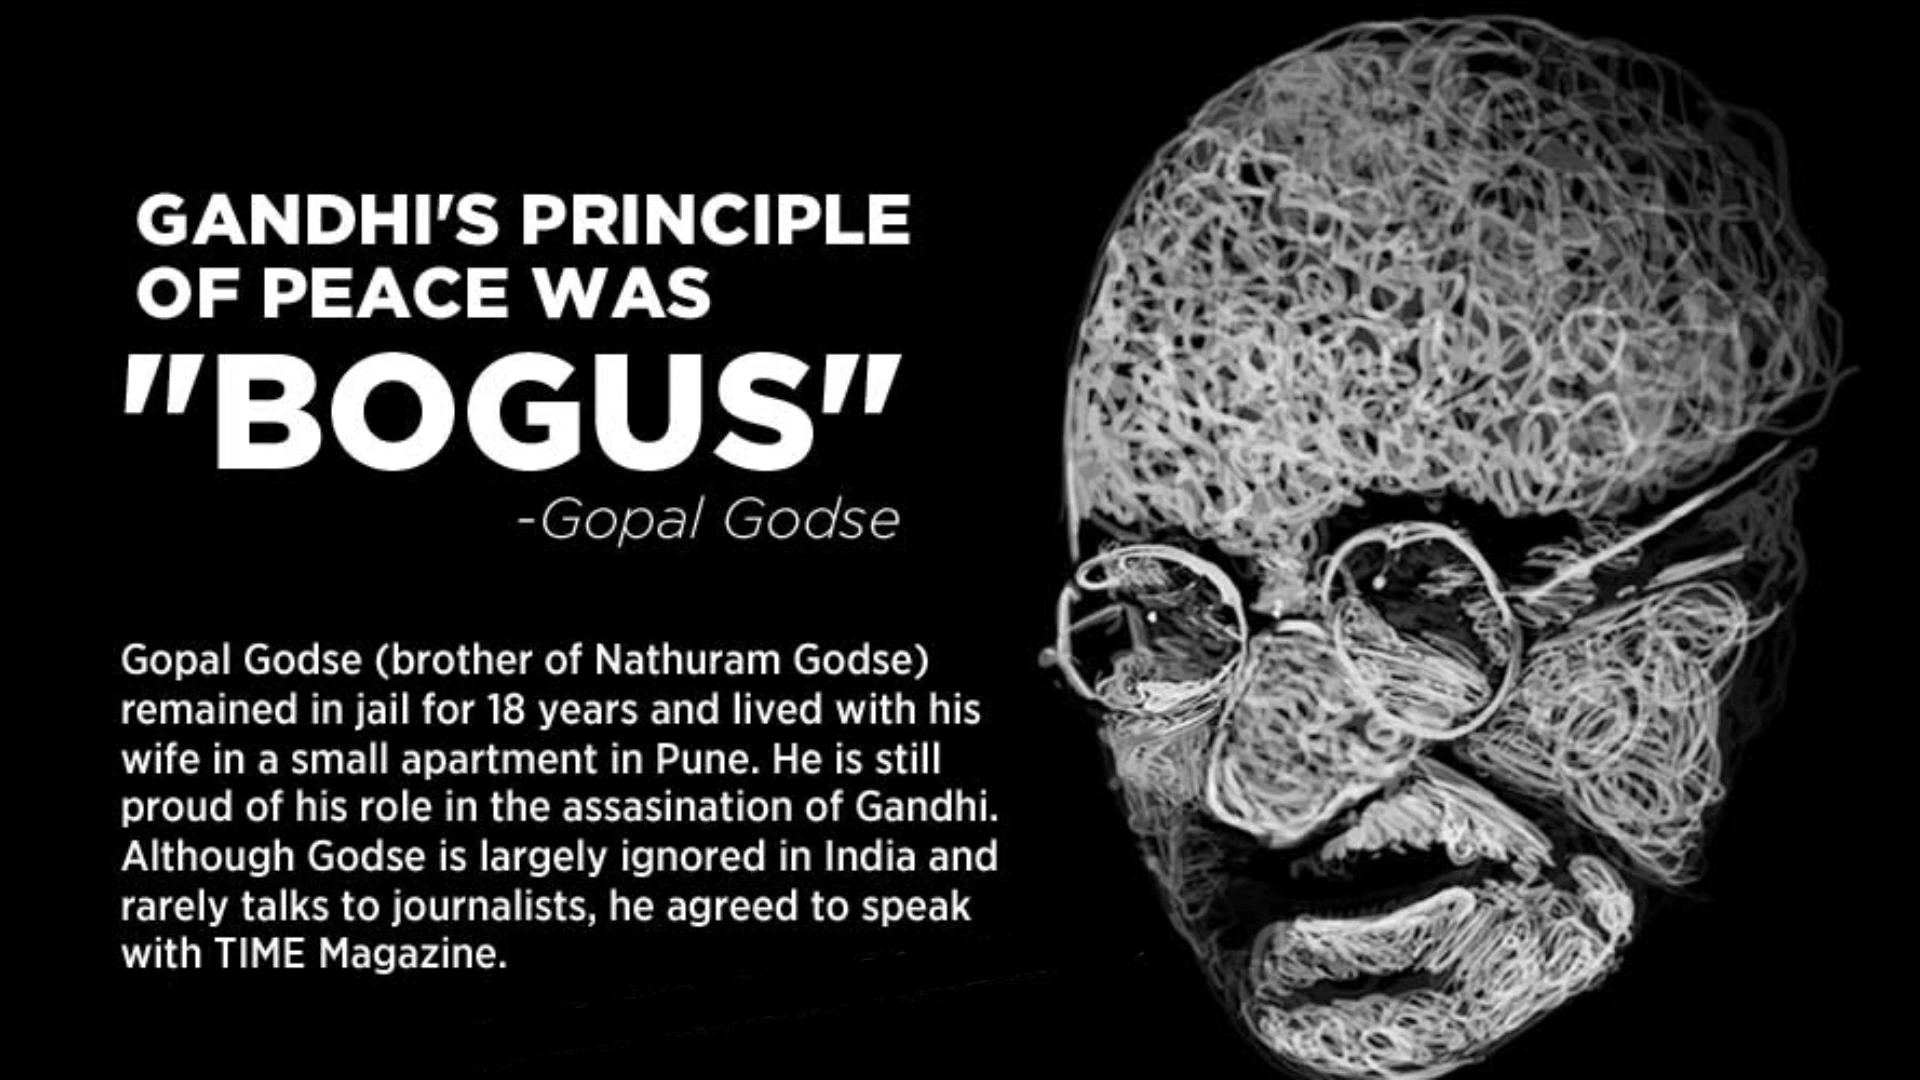 GANDHI'S PRINCIPLE
OF PEACE WAS
"BOGUS"
-Gopal Godse
Gopal Godse (brother of Nathuram Godse)
remained in jail for 18 years and lived with his
wife in a small apartment in Pune. He is still
proud of his role in the assasination of Gandhi.
Although Godse is largely ignored in India and
rarely talks to journalists, he agreed to speak
with TIME Magazine.